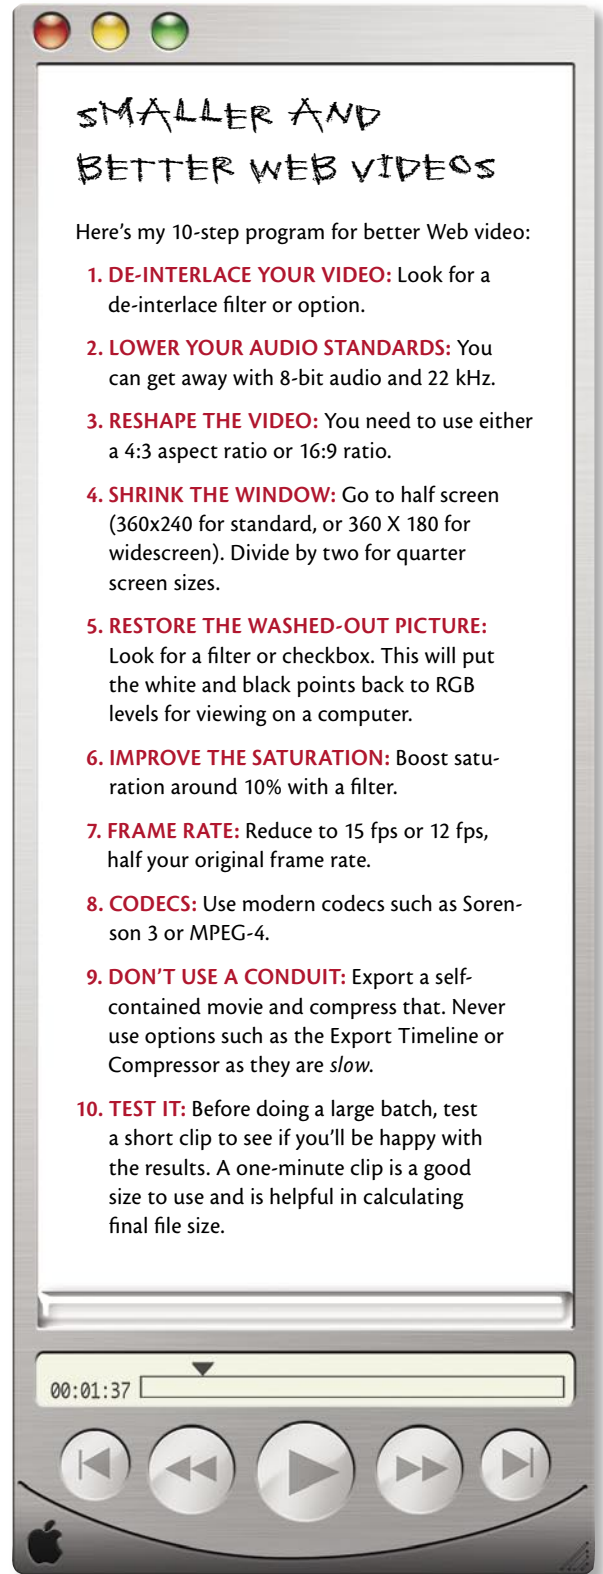 SMALLER AND
BETTER WEB VIDEOS
Here's my 10-step program for better Web video:
1. DE-INTERLACE YOUR VIDEO: Look for a
de-interlace filter or option.
2. LOWER YOUR AUDIO STANDARDS: You
can get away with 8-bit audio and 22 kHz.
3. RESHAPE THE VIDEO: You need to use either
a 4:3 aspect ratio or 16:9 ratio.
4. SHRINK THE WINDOW: Go to half screen
(360x240 for standard, or 360 X 180 for
widescreen). Divide by two for quarter
screen sizes.
5. RESTORE THE WASHED-OUT PICTURE:
Look for a filter or checkbox. This will put
the white and black points back to RGB
levels for viewing on a computer.
6. IMPROVE THE SATURATION: Boost satu-
ration around 10% with a filter.
7. FRAME RATE: Reduce to 15 fps or 12 fps,
half your original frame rate.
8. CODECS: Use modern codecs such as Soren-
son 3 or MPEG-4.
9. DON'T USE A CONDUIT: Export a self-
contained movie and compress that. Never
use options such as the Export Timeline or
Compressor as they are slow.
10. TEST IT: Before doing a large batch, test
a short clip to see if you'll be happy with
the results. A one-minute clip is a good
size to use and is helpful in calculating
final file size.
00:01:37